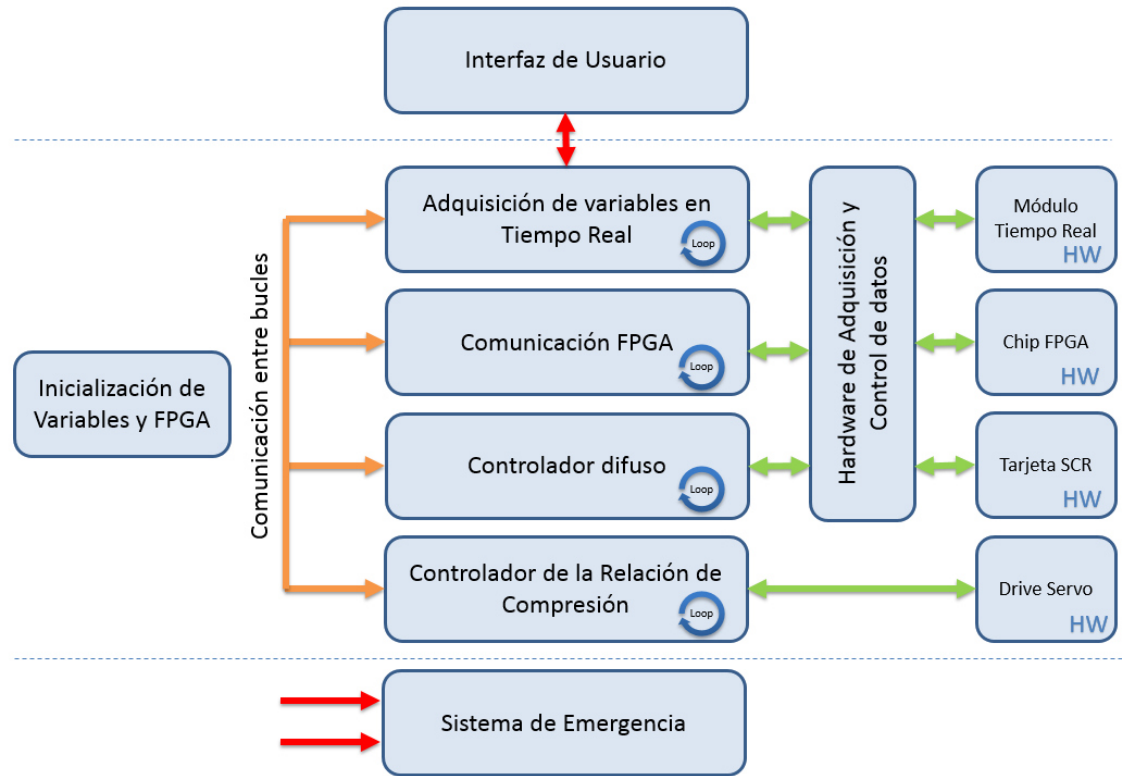 Interfaz de Usuario
Adquisición de variables en
Tiempo Real
Loop
Comunicación FPGA
Loop
Controlador difuso
Loop
Controlador de la Relación de
Compresión
Loop
Inicialización de
Variables y FPGA
Comunicación entre bucles
Hardware de Adquisición y
Control de datos
Módulo
Tiempo Real
HW
Chip FPGA
HW
Tarjeta SCR
HW
Drive Servo
HW
Sistema de Emergencia